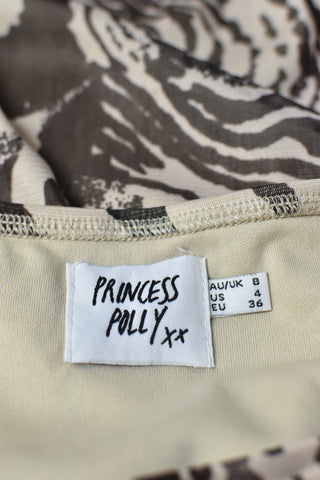 PRINCESS
POLLY xx
AU/UK 8
US 4
EU 36